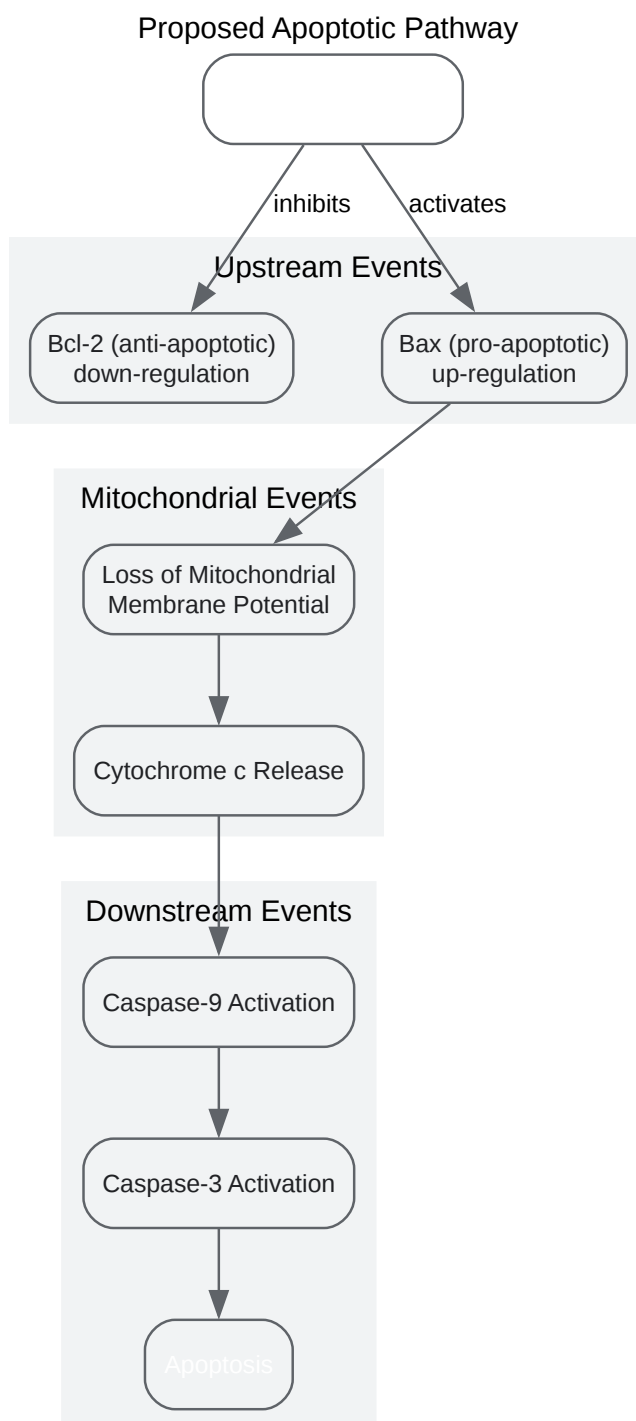 Proposed Apoptotic Pathway
inhibits
activates
Upstream Events
Bcl-2 (anti-apoptotic)
down-regulation
Bax (pro-apoptotic)
up-regulation
Mitochondrial Events
Loss of Mitochondrial
Membrane Potential
Cytochrome c Release
Downstream Events
Caspase-9 Activation
Caspase-3 Activation
Apoptosis